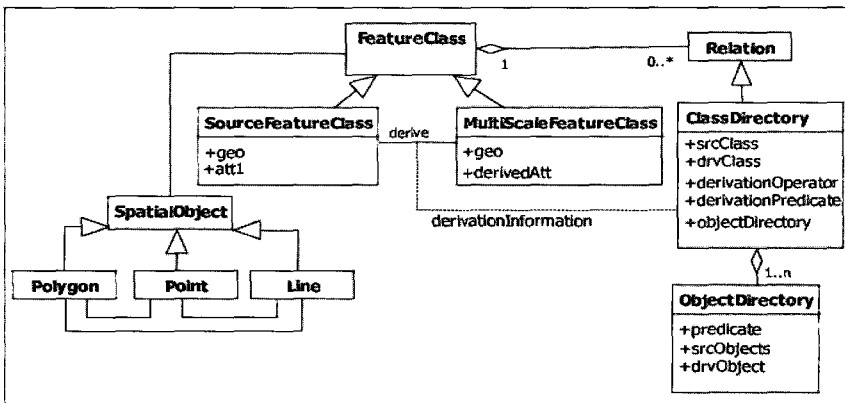 FeatureClass
1
0..*
Relation
SourceFeatureClass
+geo
+att1
derive
MultiScaleFeatureClass
+geo
+derivedAtt
ClassDirectory
+srcClass
+drvClass
+derivationOperator
+derivationPredicate
+objectDirectory
derivationInformation
SpatialObject
Polygon
Point
Line
1..n
ObjectDirectory
+predicate
+srcObjects
+drvObject